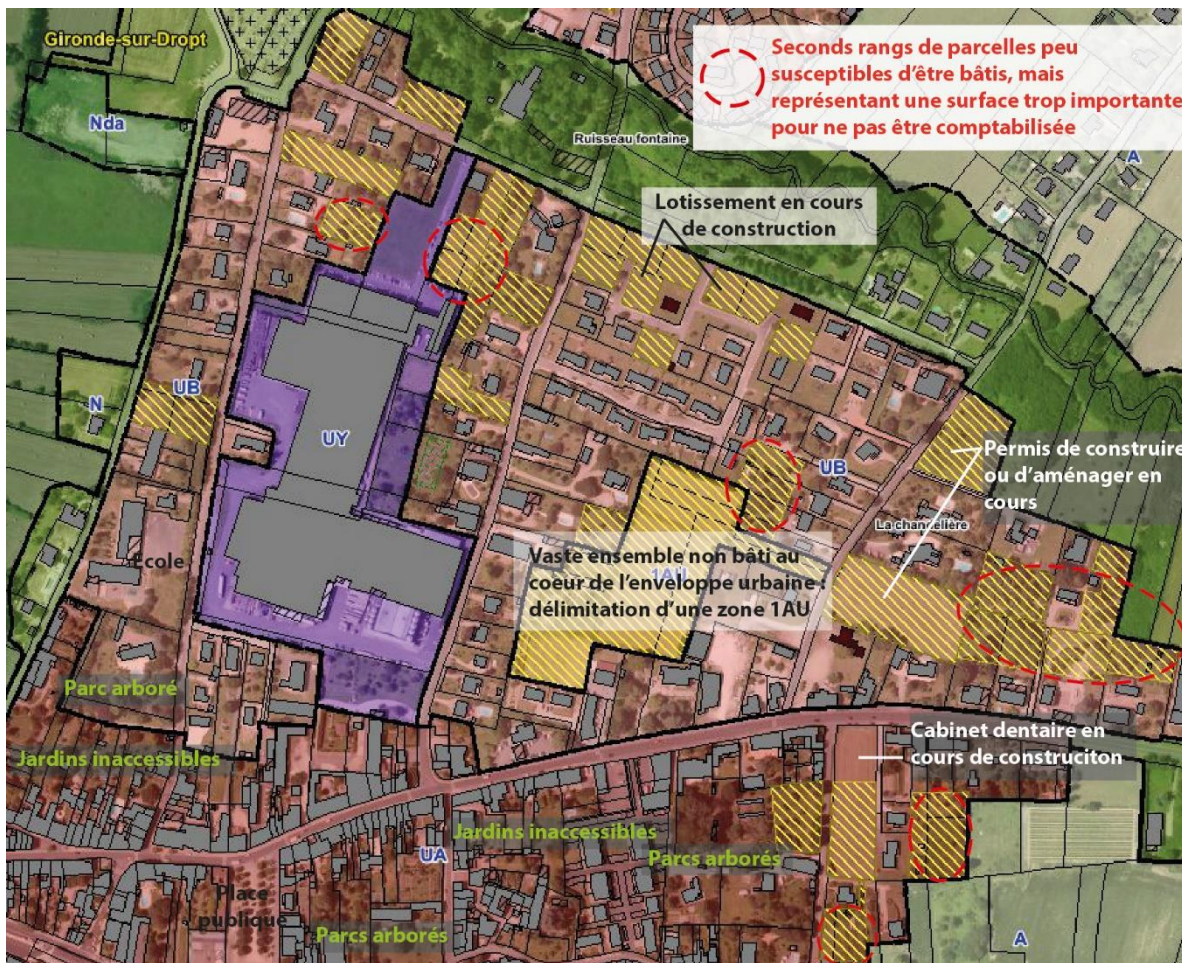 Gironde-sur-Dropt
Seconds rangs de parcelles peu
susceptibles d'être bâtis, mais
représentant une surface trop importante
pour ne pas être comptabilisée
Nda
Ruisseau fontaine
A
Lotissement en cours
de construction
UB
N
UY
Permis de construire
ou d'aménager en
cours
UB
La chancelière
Ecole
Vaste ensemble non bâti au
coeur de l'enveloppe urbaine :
1AU
délimitation d'une zone 1AU
Parc arboré
Jardins inaccessibles
Cabinet dentaire en
cours de construciton
Jardins inaccessibles
UA
Parcs arborés
Place
publique
Parcs arborés
A